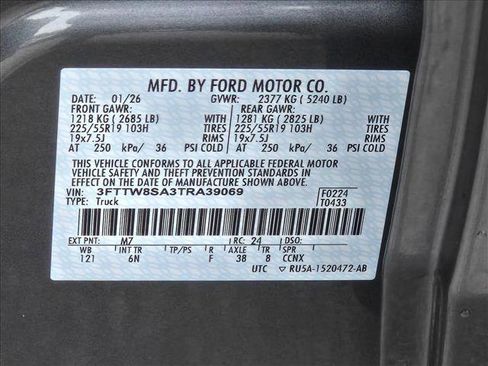 MFD. BY FORD MOTOR CO.
DATE: 01/26 GVWR: 2377 KG ( 5240 LB)
FRONT GAWR: REAR GAWR:
1218 KG ( 2685 LB) WITH 1281 KG ( 2825 LB) WITH
225/55R19 103H TIRES 225/55R19 103H TIRES
19x7.5J RIMS 19x7.5J RIMS
AT 250 kPa/ 36 PSI COLD AT 250 kPa/ 36 PSI COLD
THIS VEHICLE CONFORMS TO ALL APPLICABLE FEDERAL MOTOR
VEHICLE SAFETY AND THEFT PREVENTION STANDARDS IN
EFFECT ON THE DATE OF MANUFACTURE SHOWN ABOVE.
VIN: 3FTTW8SA3TRA39069 F0224
TYPE: Truck T0433
EXT PNT: M7 RC: 24 DSO:
WB INT TR TP/PS R AXLE TR SPR
121 6N F 38 8 CCNX
UTC RU5A-1520472-AB